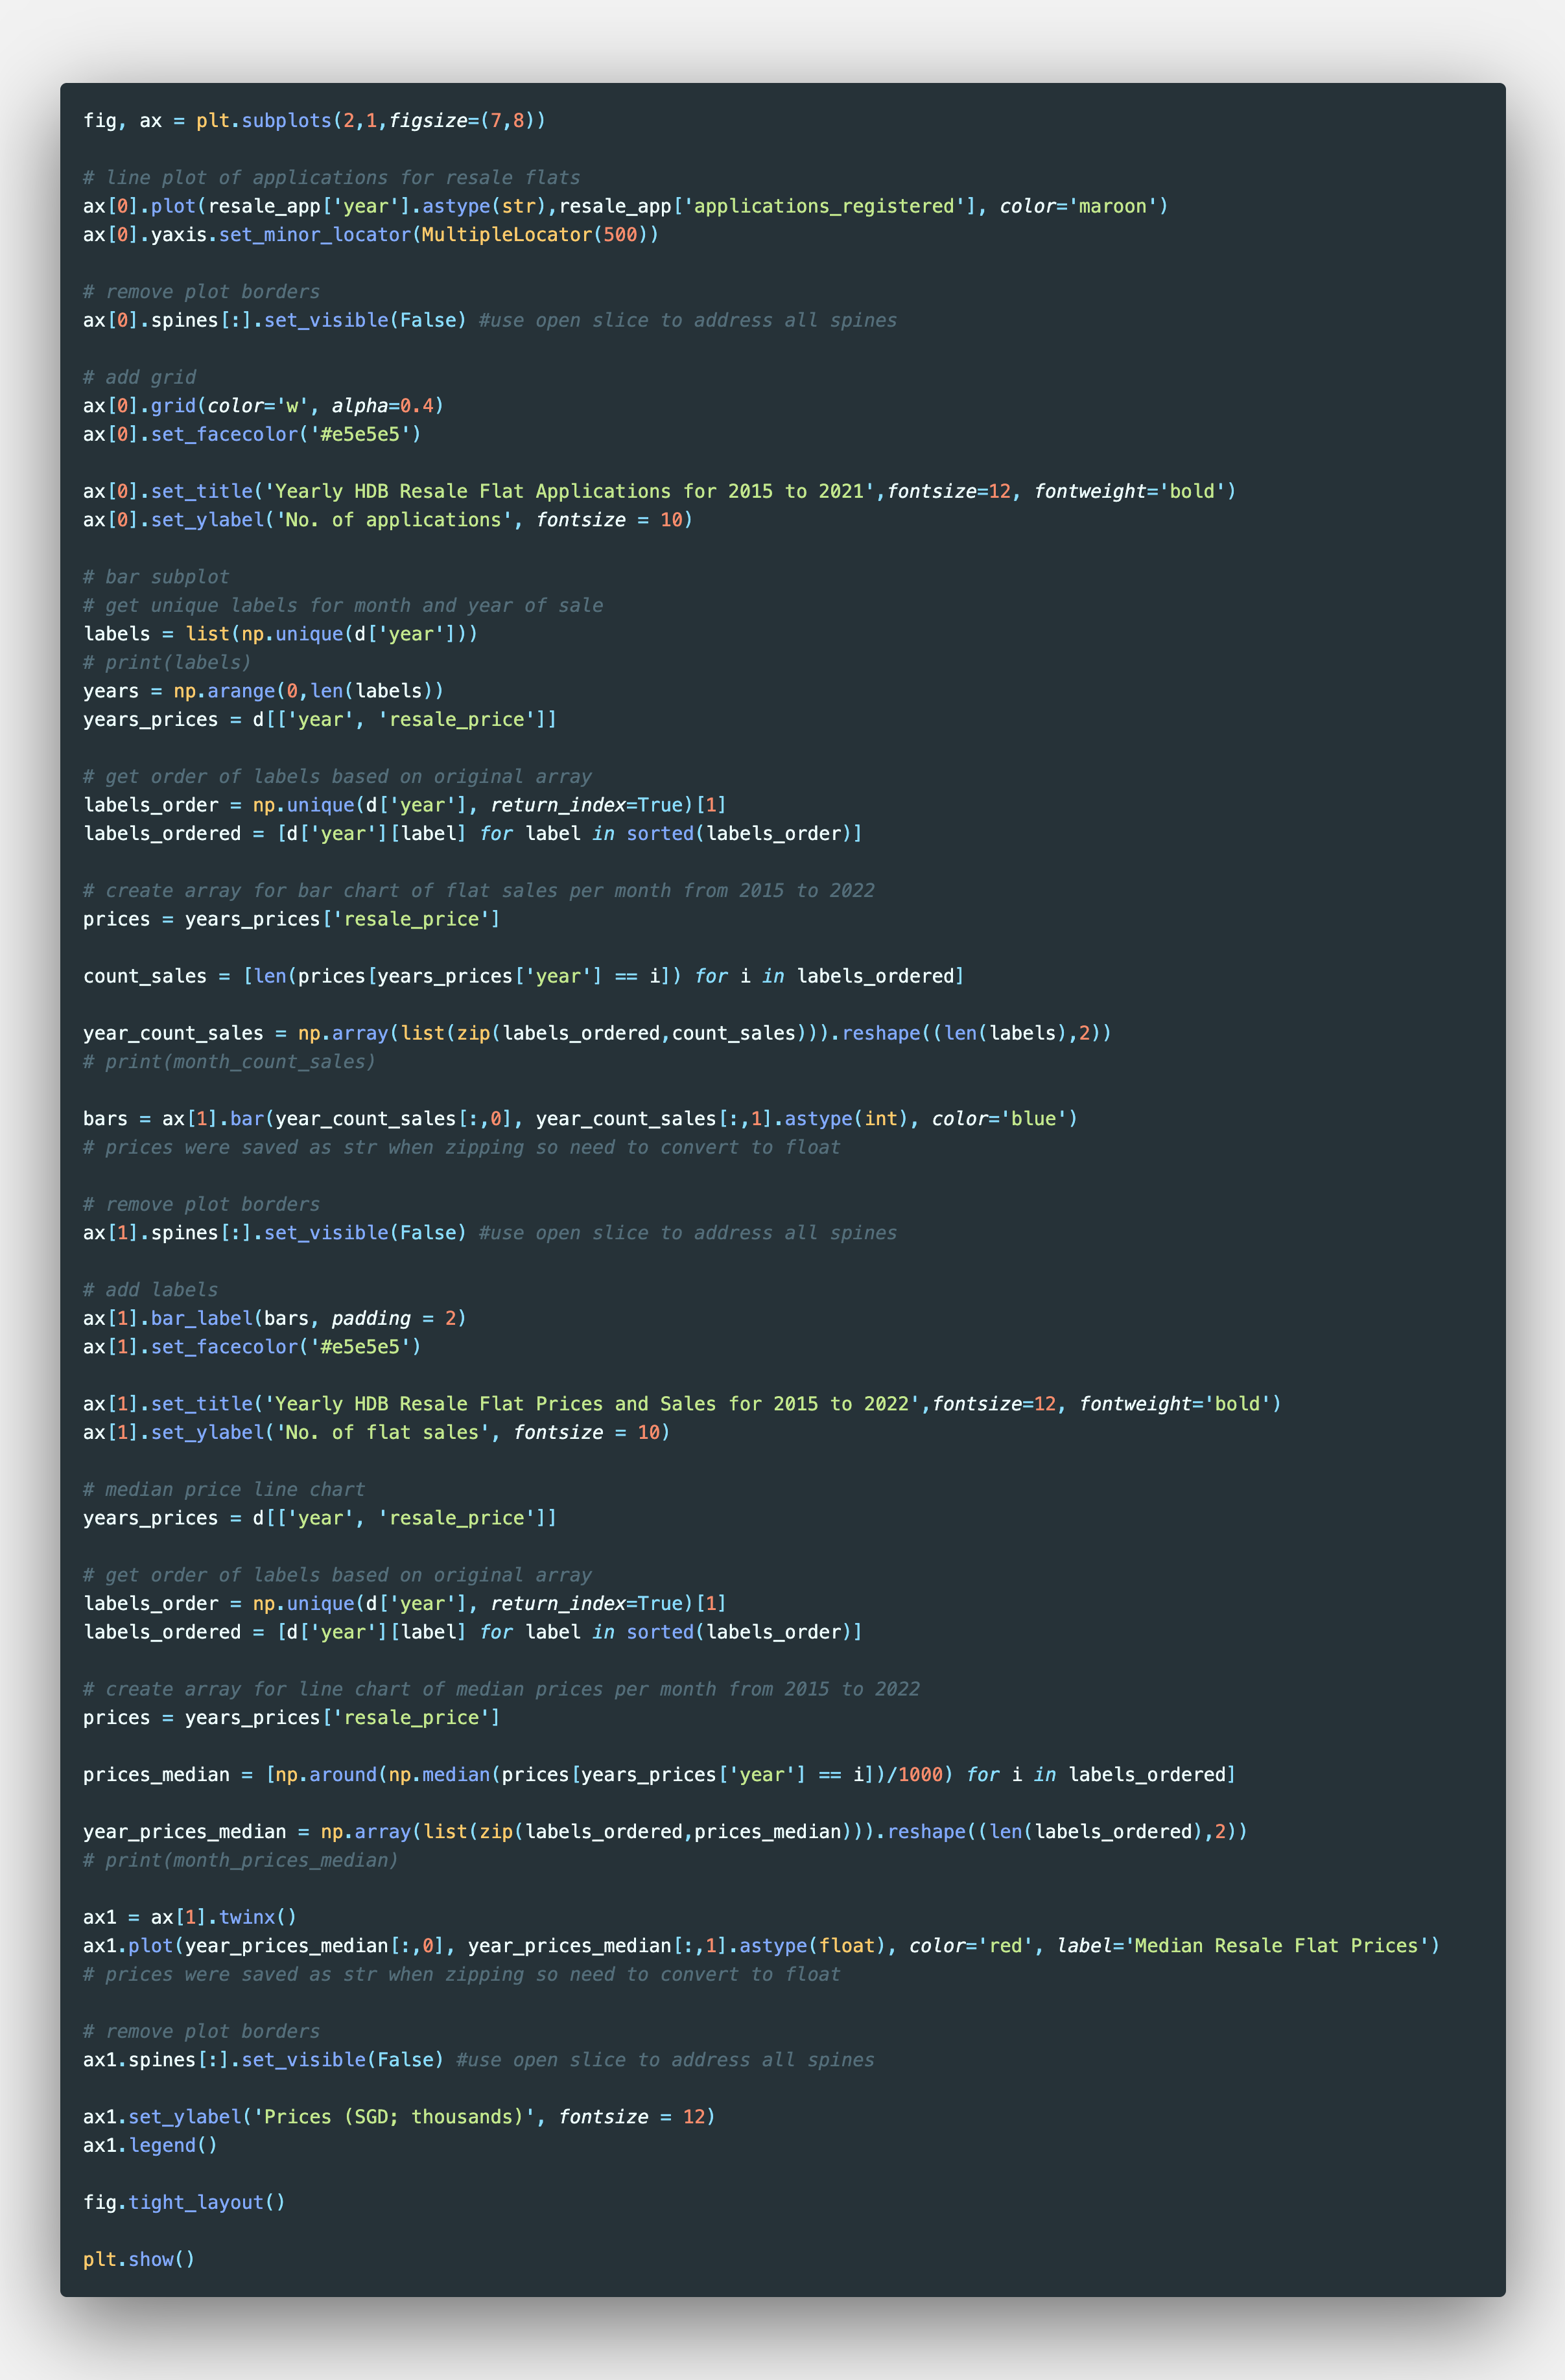 fig, ax = plt.subplots(2,1,figsize=(7,8))
# line plot of applications for resale flats
ax[0].plot(resale_app['year'].astype(str),resale_app['applications_registered'], color='maroon')
ax[0].yaxis.set_minor_locator(MultipleLocator(500))
# remove plot borders
ax[0].spines[:].set_visible(False) #use open slice to address all spines
# add grid
ax[0].grid(color='w', alpha=0.4)
ax[0].set_facecolor('#e5e5e5')
ax[0].set_title('Yearly HDB Resale Flat Applications for 2015 to 2021',fontsize=12, fontweight='bold')
ax[0].set_ylabel('No. of applications', fontsize = 10)
# bar subplot
# get unique labels for month and year of sale
labels = list(np.unique(d['year']))
# print(labels)
years = np.arange(0,len(labels))
years_prices = d[['year', 'resale_price']]
# get order of labels based on original array
labels_order = np.unique(d['year'], return_index=True)[1]
labels_ordered = [d['year'][label] for label in sorted(labels_order)]
# create array for bar chart of flat sales per month from 2015 to 2022
prices = years_prices['resale_price']
count_sales = [len(prices[years_prices['year'] == i]) for i in labels_ordered]
year_count_sales = np.array(list(zip(labels_ordered,count_sales))).reshape((len(labels),2))
# print(month_count_sales)
bars = ax[1].bar(year_count_sales[:,0], year_count_sales[:,1].astype(int), color='blue')
# prices were saved as str when zipping so need to convert to float
# remove plot borders
ax[1].spines[:].set_visible(False) #use open slice to address all spines
# add labels
ax[1].bar_label(bars, padding = 2)
ax[1].set_facecolor('#e5e5e5')
ax[1].set_title('Yearly HDB Resale Flat Prices and Sales for 2015 to 2022',fontsize=12, fontweight='bold')
ax[1].set_ylabel('No. of flat sales', fontsize = 10)
# median price line chart
years_prices = d[['year', 'resale_price']]
# get order of labels based on original array
labels_order = np.unique(d['year'], return_index=True)[1]
labels_ordered = [d['year'][label] for label in sorted(labels_order)]
# create array for line chart of median prices per month from 2015 to 2022
prices = years_prices['resale_price']
prices_median = [np.around(np.median(prices[years_prices['year'] == i])/1000) for i in labels_ordered]
year_prices_median = np.array(list(zip(labels_ordered,prices_median))).reshape((len(labels_ordered),2))
# print(month_prices_median)
ax1 = ax[1].twinx()
ax1.plot(year_prices_median[:,0], year_prices_median[:,1].astype(float), color='red', label='Median Resale Flat Prices')
# prices were saved as str when zipping so need to convert to float
# remove plot borders
ax1.spines[:].set_visible(False) #use open slice to address all spines
ax1.set_ylabel('Prices (SGD; thousands)', fontsize = 12)
ax1.legend()
fig.tight_layout()
plt.show()